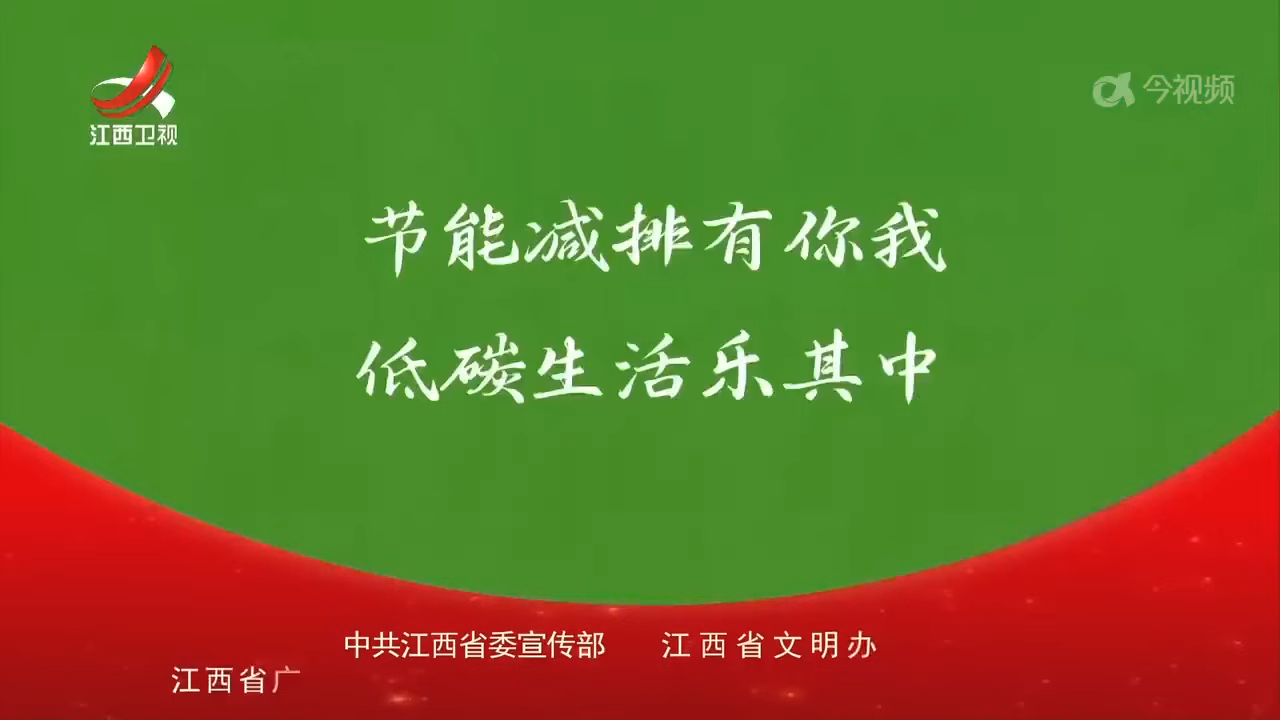 江西卫视
今视频
节能减排有你我
低碳生活乐其中
中共江西省委宣传部 江西省文明办
江西省广